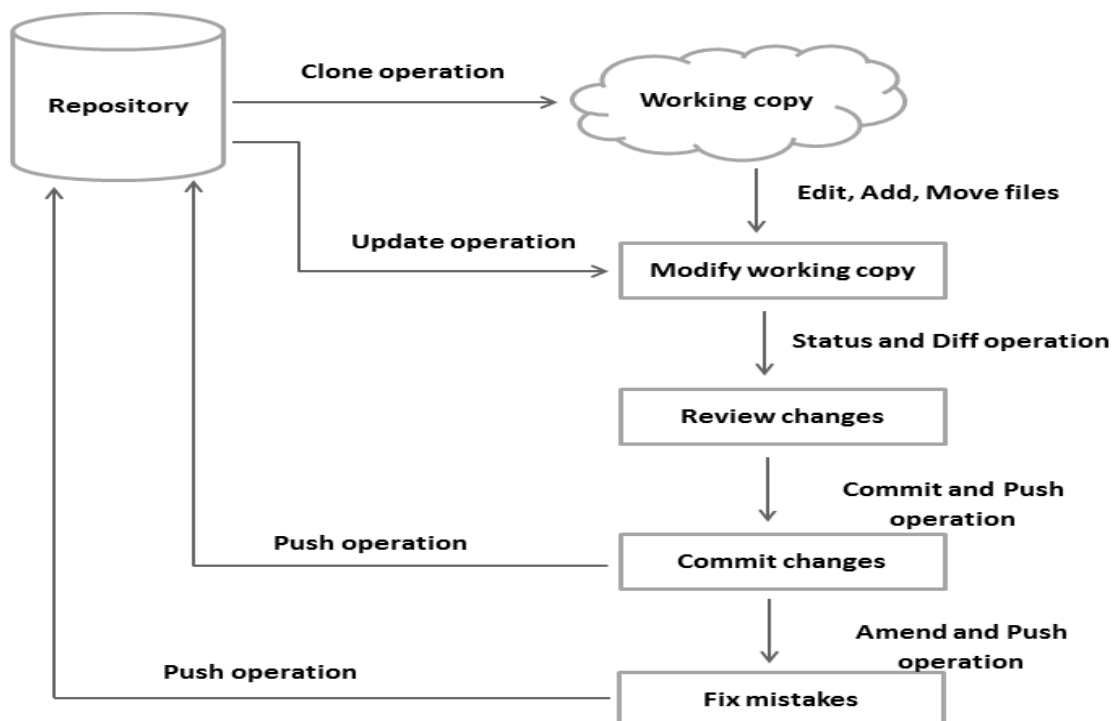 Clone operation
Repository
Working copy
Edit, Add, Move files
Update operation
Modify working copy
Status and Diff operation
Review changes
Commit and Push
operation
Push operation
Commit changes
Amend and Push
operation
Push operation
Fix mistakes